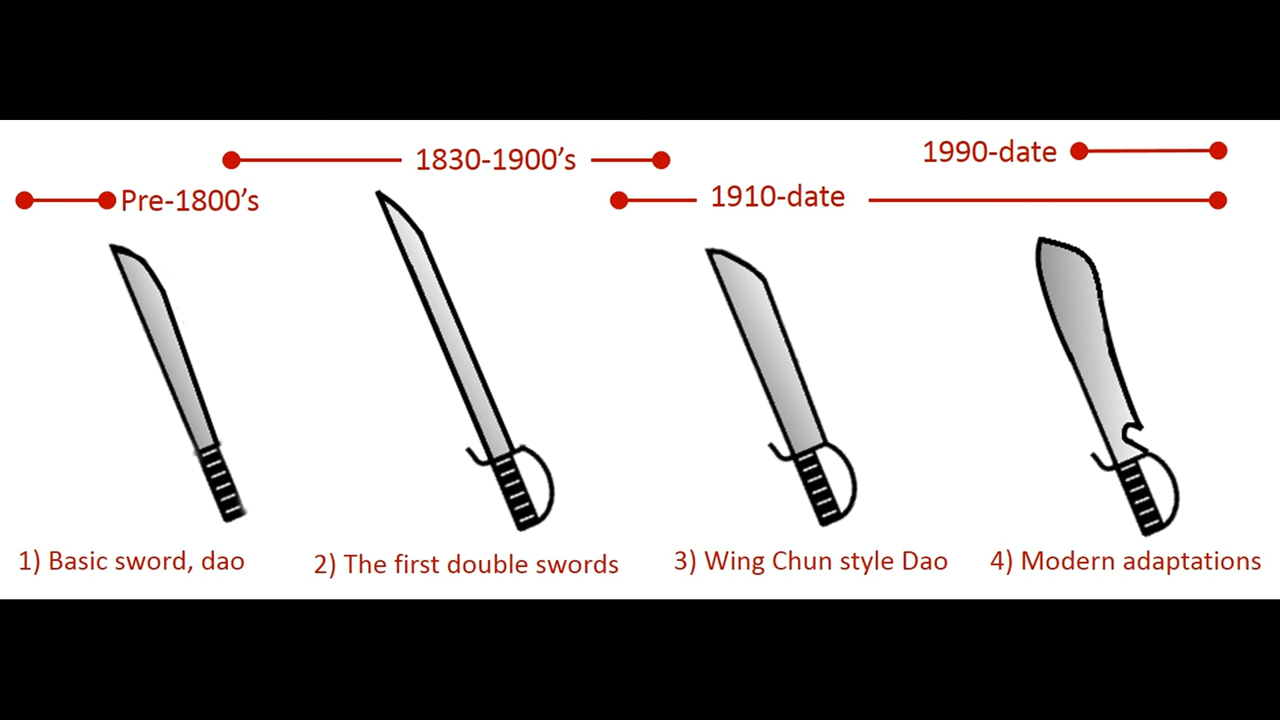 1830-1900's
1990-date
Pre-1800's
1910-date
1) Basic sword, dao
2) The first double swords
3) Wing Chun style Dao
4) Modern adaptations